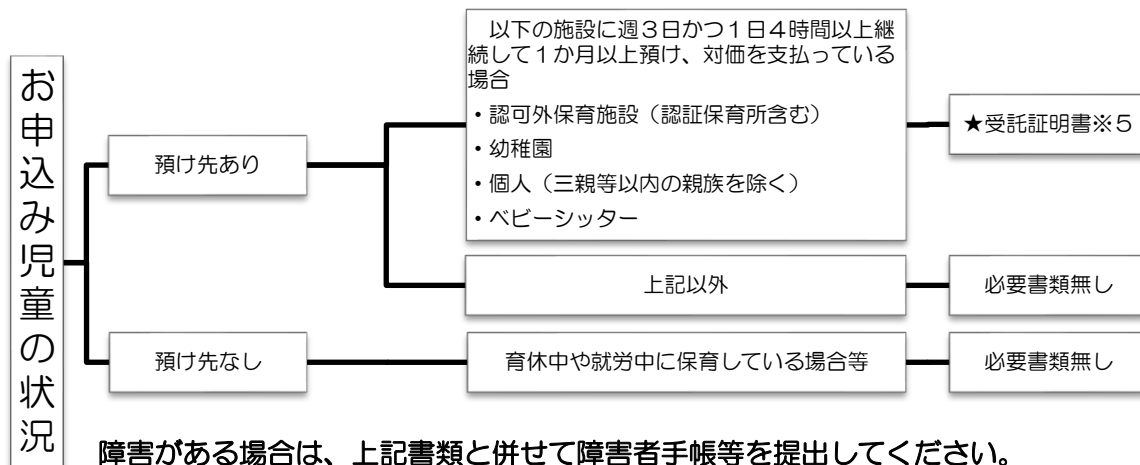 お申込み児童の状況
預け先あり
以下の施設に週３日かつ１日４時間以上継
続して１か月以上預け、対価を支払っている
場合
・認可外保育施設（認証保育所含む）
・幼稚園
・個人（三親等以内の親族を除く）
・ベビーシッター
★受託証明書※５
上記以外
必要書類無し
預け先なし
育休中や就労中に保育している場合等
必要書類無し
障害がある場合は、上記書類と併せて障害者手帳等を提出してください。